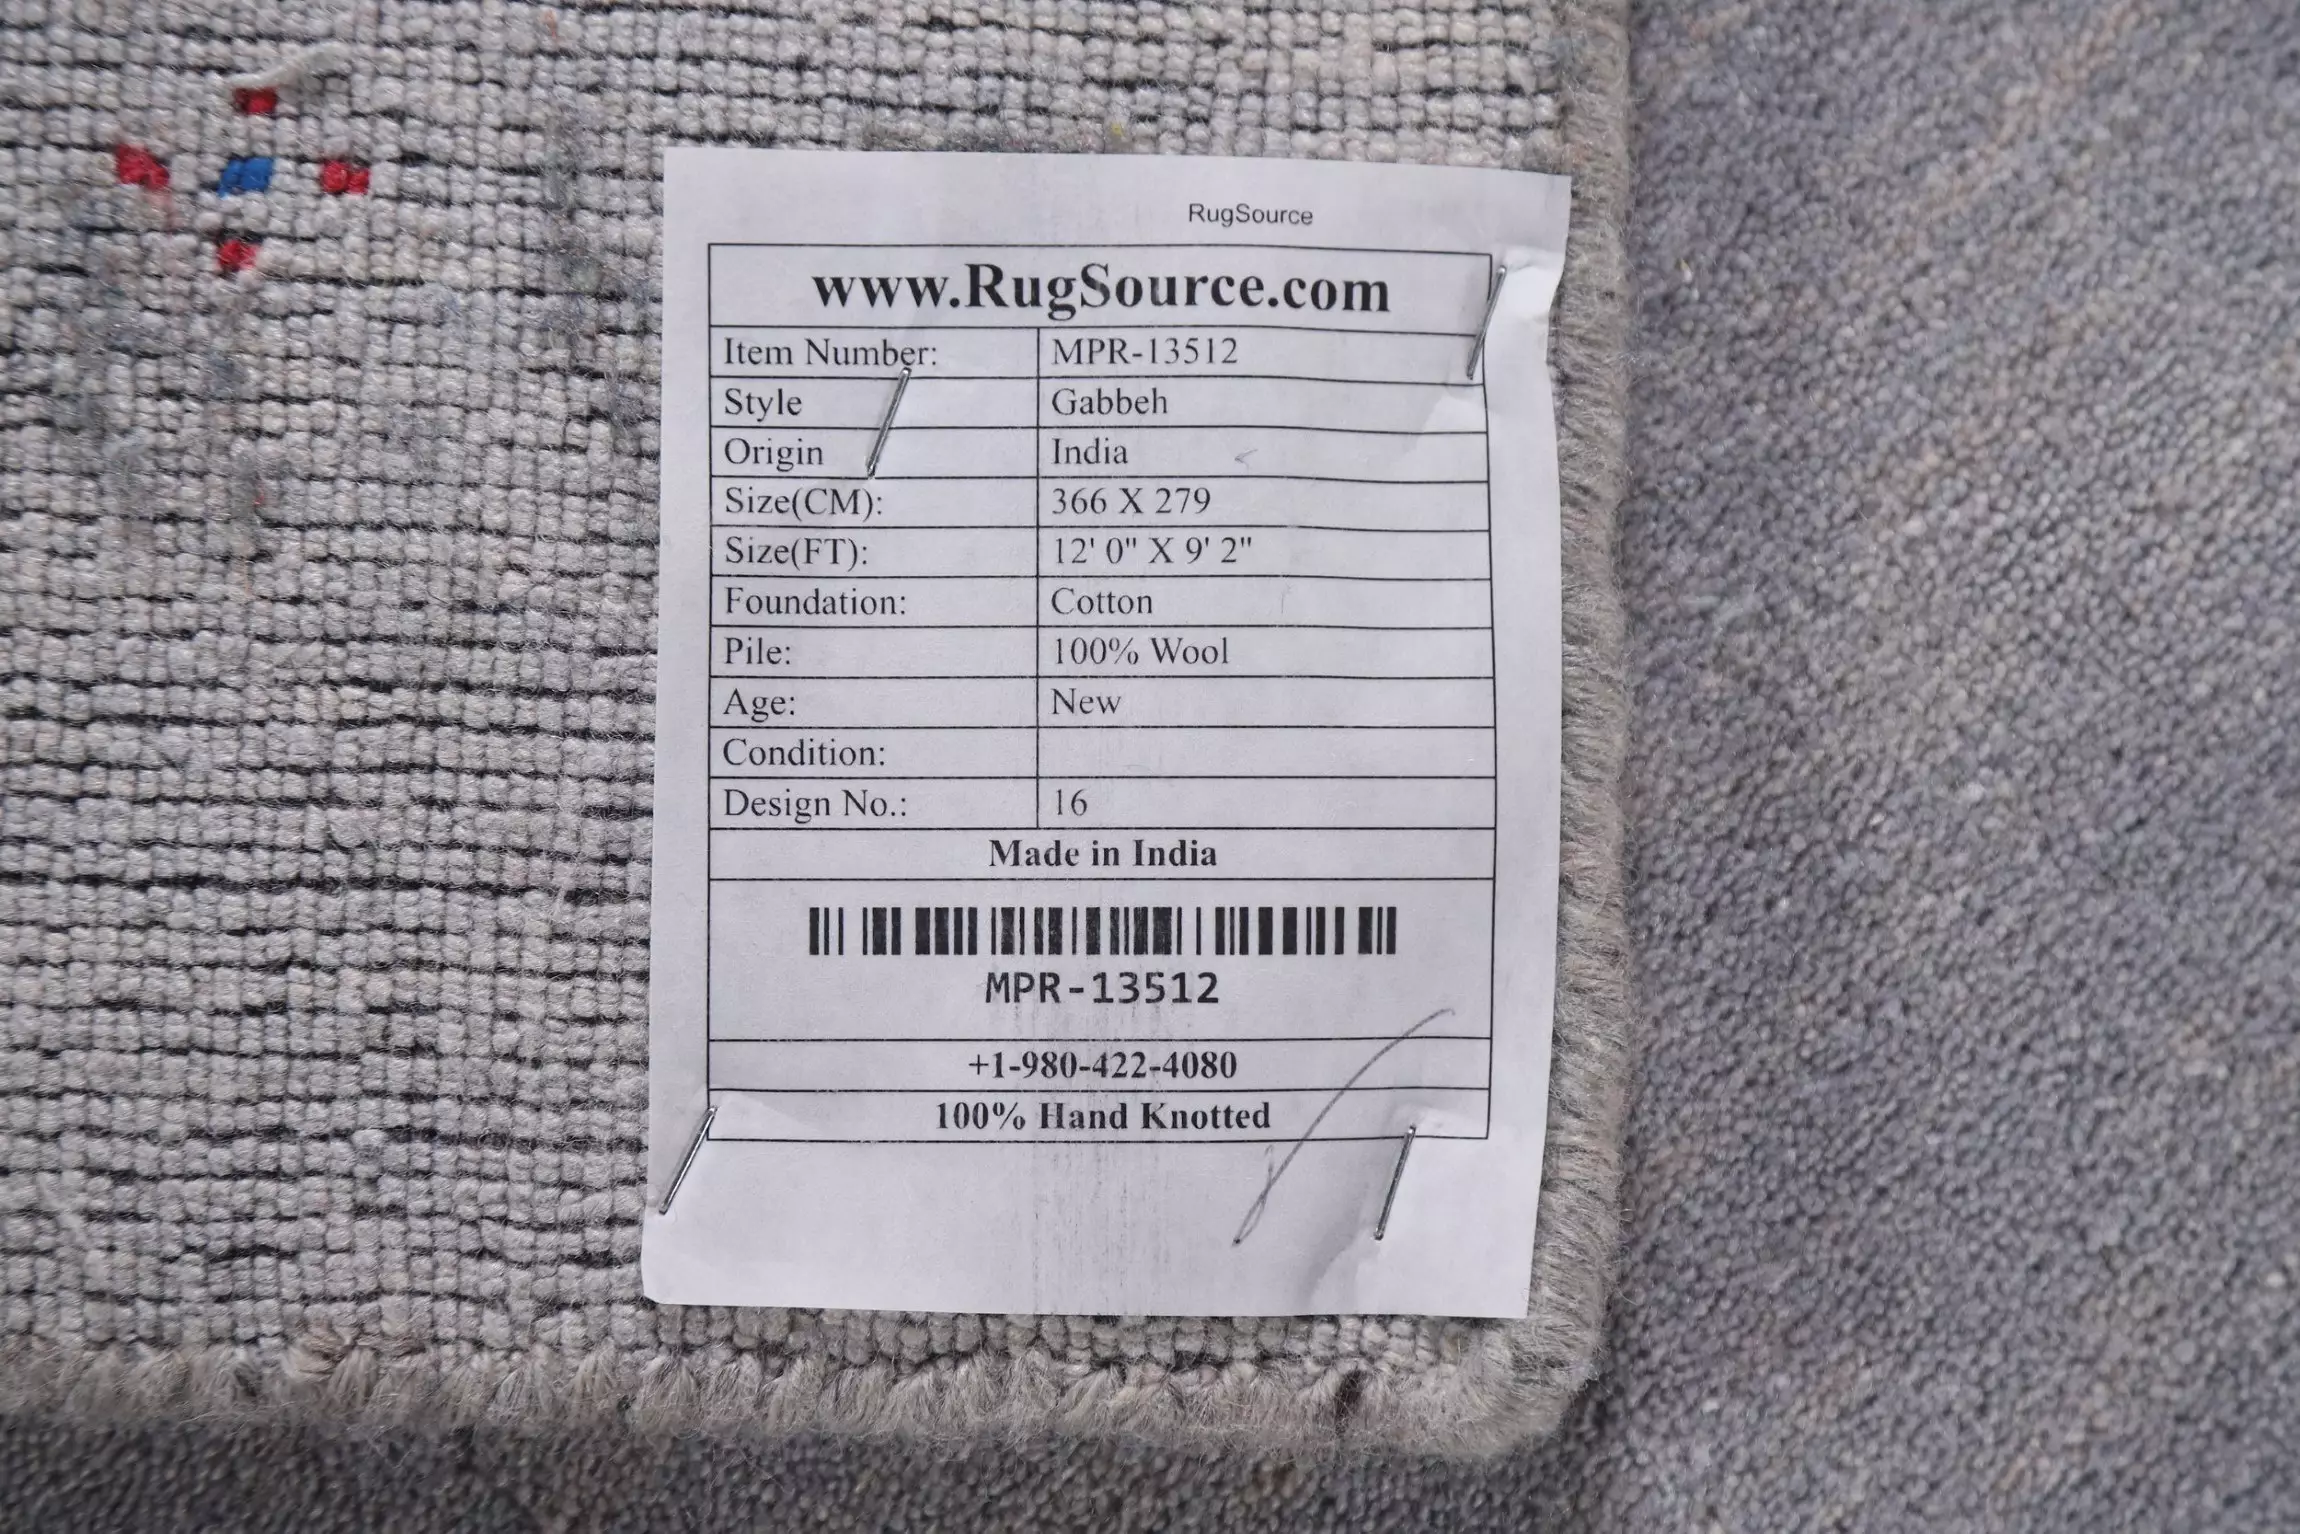 RugSource
www.RugSource.com
Item Number: MPR-13512
Style Gabbeh
Origin India
Size(CM): 366 X 279
Size(FT): 12' 0" X 9' 2"
Foundation: Cotton
Pile: 100% Wool
Age: New
Condition:
Design No.: 16
Made in India
MPR-13512
+1-980-422-4080
100% Hand Knotted